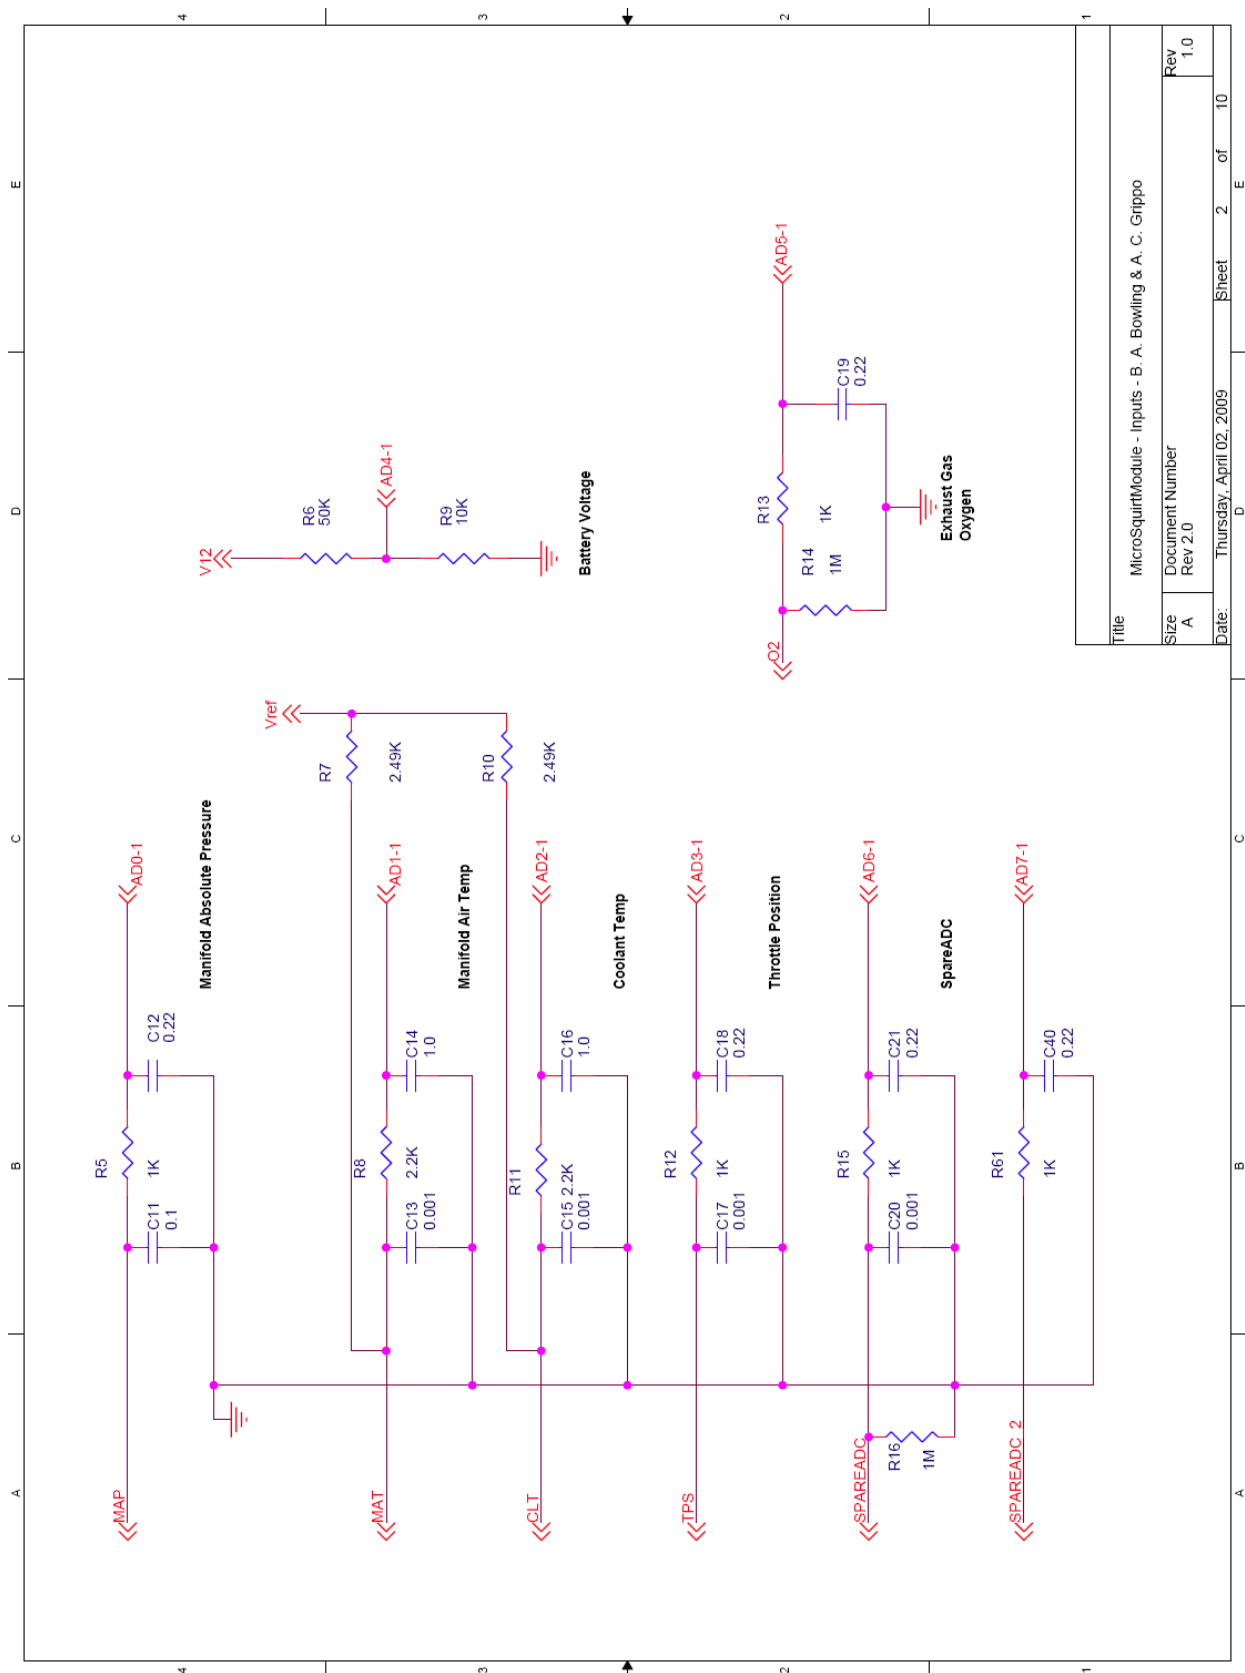 E
D
C
B
A
4
3
2
1
MAP
C11
0.1
R5
1K
C12
0.22
AD0-1
Manifold Absolute Pressure
V12
R6
50K
AD4-1
R9
10K
Battery Voltage
Vref
R7
2.49K
R10
2.49K
MAT
C13
0.001
R8
2.2K
C14
1.0
AD1-1
Manifold Air Temp
CLT
C15
0.001
R11
2.2K
C16
1.0
AD2-1
Coolant Temp
TPS
C17
0.001
R12
1K
C18
0.22
AD3-1
Throttle Position
O2
R14
1M
R13
1K
C19
0.22
AD5-1
Exhaust Gas
Oxygen
SPAREADC
R16
1M
C20
0.001
R15
1K
C21
0.22
AD6-1
SpareADC
SPAREADC 2
R61
1K
C40
0.22
AD7-1
Title
MicroSquirtModule - Inputs - B. A. Bowling & A. C. Grippo
Size
A
Document Number
Rev 2.0
Rev
1.0
Date: Thursday, April 02, 2009 Sheet 2 of 10
E
D
C
B
A
4
3
2
1